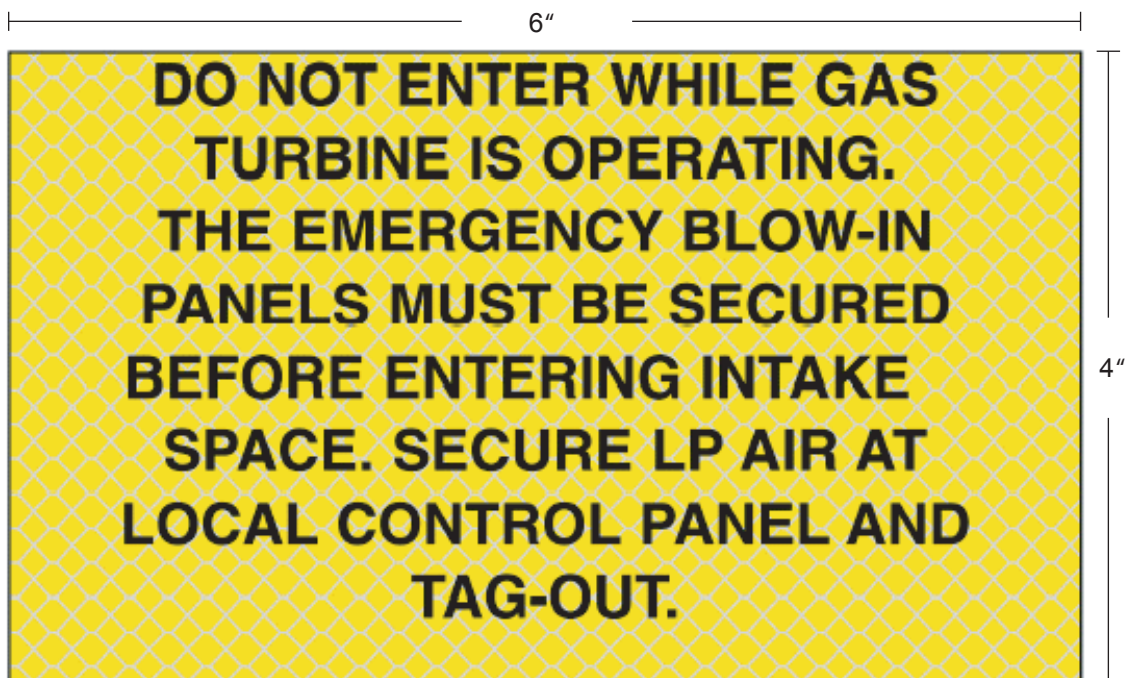 6“
DO NOT ENTER WHILE GAS
TURBINE IS OPERATING.
THE EMERGENCY BLOW-IN
PANELS MUST BE SECURED
BEFORE ENTERING INTAKE
4“
SPACE. SECURE LP AIR AT
LOCAL CONTROL PANEL AND
TAG-OUT.